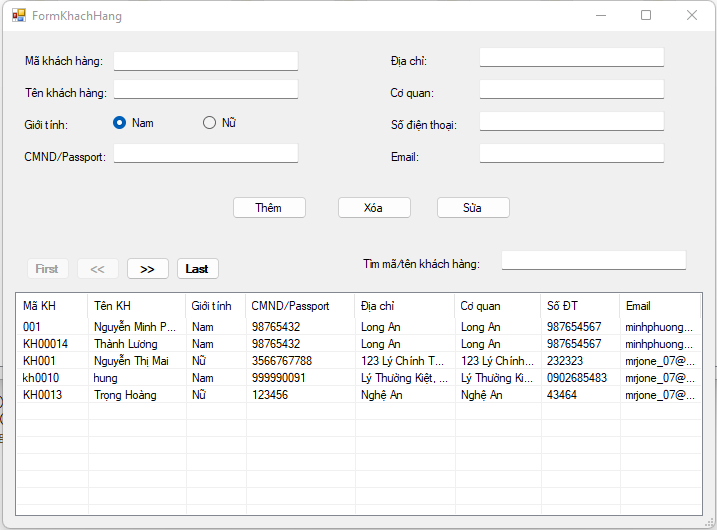 FormKhachHang
Mã khách hàng:
Địa chỉ:
Tên khách hàng:
Cơ quan:
Giới tính: Nam Nữ
Số điện thoại:
CMND/Passport:
Email:
Thêm Xóa Sửa
First << >> Last
Tìm mã/tên khách hàng:
Mã KH Tên KH Giới tính CMND/Passport Địa chỉ Cơ quan Số ĐT Email
001 Nguyễn Minh P... Nam 98765432 Long An Long An 987654567 minhphuong...
KH00014 Thành Lương Nam 98765432 Long An Long An 987654567 minhphuong...
KH001 Nguyễn Thị Mai Nữ 3566767788 123 Lý Chính T... 123 Lý Chính... 232323 mrjone_07@...
kh0010 hung Nam 999990091 Lý Thường Kiệt, ... Lý Thường Ki... 0902685483 mrjone_07@...
KH0013 Trọng Hoàng Nữ 123456 Nghệ An Nghệ An 43464 mrjone_07@...